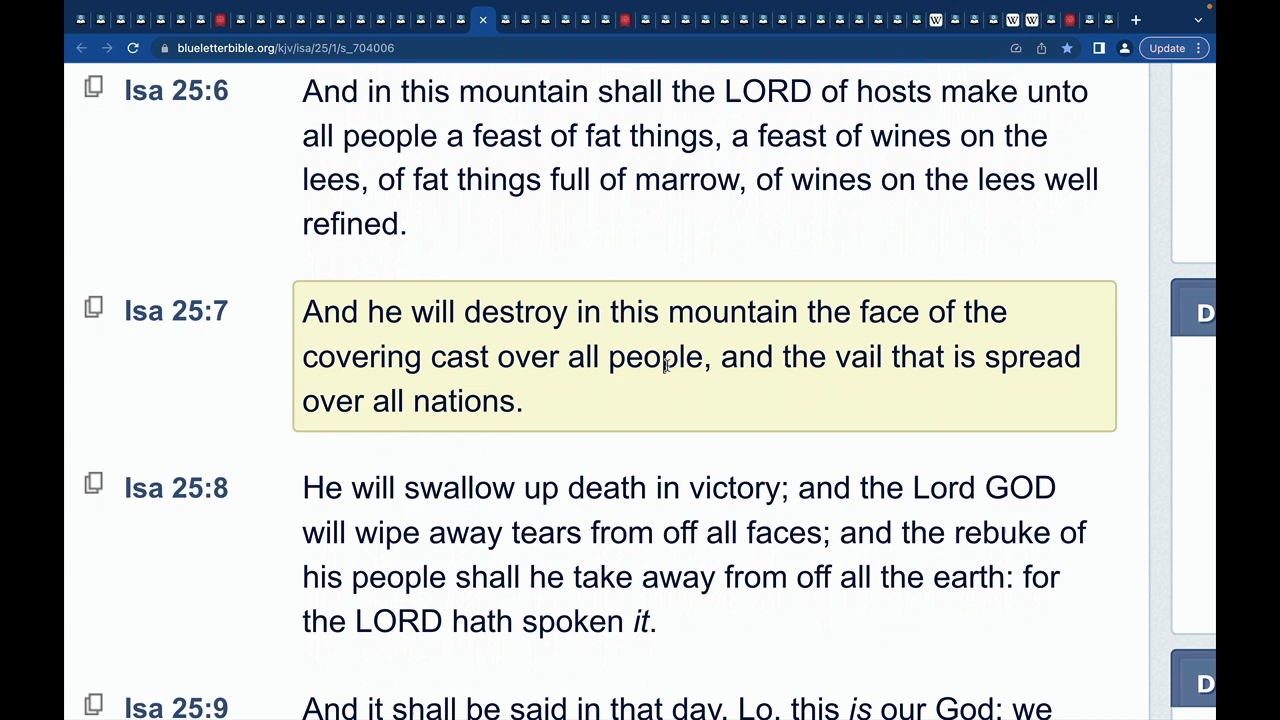 blueletterbible.org/kjv/isa/25/1/s_704006
Update
Isa 25:6
And in this mountain shall the LORD of hosts make unto
all people a feast of fat things, a feast of wines on the
lees, of fat things full of marrow, of wines on the lees well
refined.
Isa 25:7
And he will destroy in this mountain the face of the
covering cast over all people, and the vail that is spread
over all nations.
Isa 25:8
He will swallow up death in victory; and the Lord GOD
will wipe away tears from off all faces; and the rebuke of
his people shall he take away from off all the earth: for
the LORD hath spoken it.
Isa 25:9
And it shall be said in that day, Lo, this is our God; we
D
D